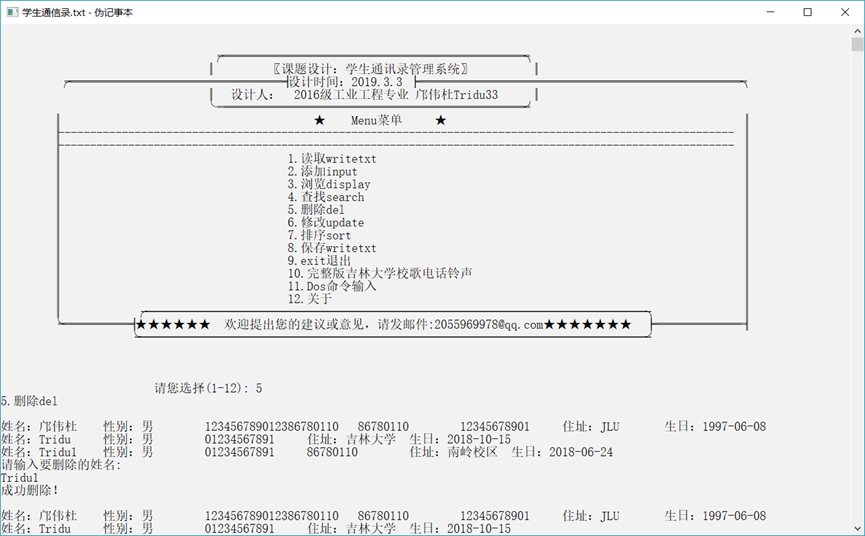 学生通信录.txt - 伪记事本
〖课题设计：学生通讯录管理系统〗
设计时间：2019.3.3
设计人： 2016级工业工程专业 邝伟杜Tridu33
★ Menu菜单 ★
1.读取writetxt
2.添加input
3.浏览display
4.查找search
5.删除del
6.修改update
7.排序sort
8.保存writetxt
9.exit退出
10.完整版吉林大学校歌电话铃声
11.Dos命令输入
12.关于
★★★★★★ 欢迎提出您的建议或意见，请发邮件:2055969978@qq.com★★★★★★★
请您选择(1-12): 5
5.删除del
姓名：邝伟杜 性别：男 123456789012386780110 86780110 12345678901 住址：JLU 生日：1997-06-08
姓名：Tridu 性别：男 01234567891 住址：吉林大学 生日：2018-10-15
姓名：Tridu1 性别：男 01234567891 86780110 住址：南岭校区 生日：2018-06-24
请输入要删除的姓名:
Tridu1
成功删除！
姓名：邝伟杜 性别：男 123456789012386780110 86780110 12345678901 住址：JLU 生日：1997-06-08
姓名：Tridu 性别：男 01234567891 住址：吉林大学 生日：2018-10-15